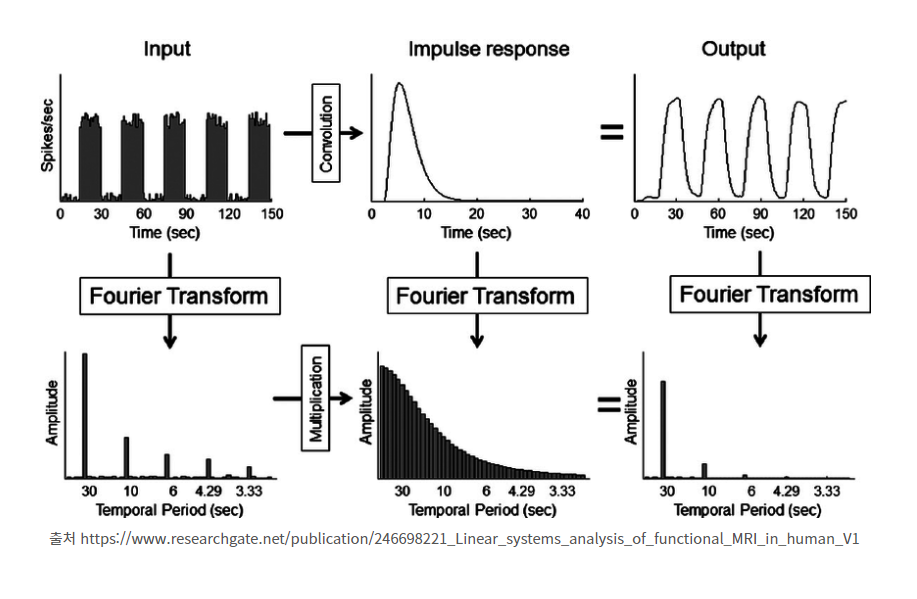 Input
Impulse response
Output
Spikes/sec
Convolution
=
0 30 60 90 120 150
Time (sec)
0 10 20 30 40
Time (sec)
0 30 60 90 120 150
Time (sec)
Fourier Transform
Fourier Transform
Fourier Transform
Amplitude
Multiplication
Amplitude
=
Amplitude
30 10 6 4.29 3.33
Temporal Period (sec)
30 10 6 4.29 3.33
Temporal Period (sec)
30 10 6 4.29 3.33
Temporal Period (sec)
출처 https://www.researchgate.net/publication/246698221_Linear_systems_analysis_of_functional_MRI_in_human_V1